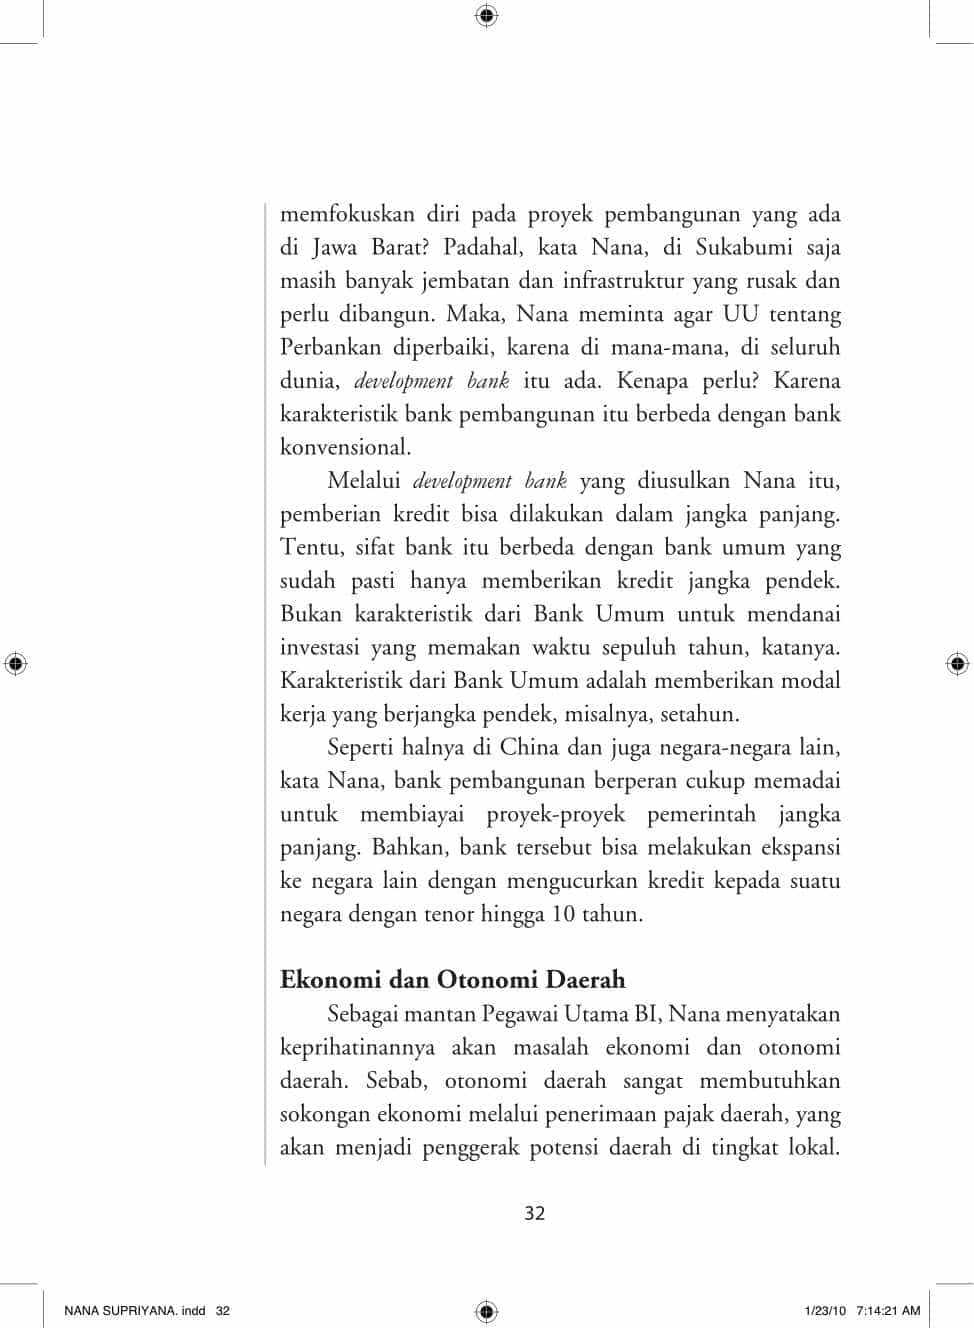 memfokuskan diri pada proyek pembangunan yang ada
di Jawa Barat? Padahal, kata Nana, di Sukabumi saja
masih banyak jembatan dan infrastruktur yang rusak dan
perlu dibangun. Maka, Nana meminta agar UU tentang
Perbankan diperbaiki, karena di mana-mana, di seluruh
dunia, development bank itu ada. Kenapa perlu? Karena
karakteristik bank pembangunan itu berbeda dengan bank
konvensional.
Melalui development bank yang diusulkan Nana itu,
pemberian kredit bisa dilakukan dalam jangka panjang.
Tentu, sifat bank itu berbeda dengan bank umum yang
sudah pasti hanya memberikan kredit jangka pendek.
Bukan karakteristik dari Bank Umum untuk mendanai
investasi yang memakan waktu sepuluh tahun, katanya.
Karakteristik dari Bank Umum adalah memberikan modal
kerja yang berjangka pendek, misalnya, setahun.
Seperti halnya di China dan juga negara-negara lain,
kata Nana, bank pembangunan berperan cukup memadai
untuk membiayai proyek-proyek pemerintah jangka
panjang. Bahkan, bank tersebut bisa melakukan ekspansi
ke negara lain dengan mengucurkan kredit kepada suatu
negara dengan tenor hingga 10 tahun.
Ekonomi dan Otonomi Daerah
Sebagai mantan Pegawai Utama BI, Nana menyatakan
keprihatinannya akan masalah ekonomi dan otonomi
daerah. Sebab, otonomi daerah sangat membutuhkan
sokongan ekonomi melalui penerimaan pajak daerah, yang
akan menjadi penggerak potensi daerah di tingkat lokal.
32
NANA SUPRIYANA. indd 32 1/23/10 7:14:21 AM